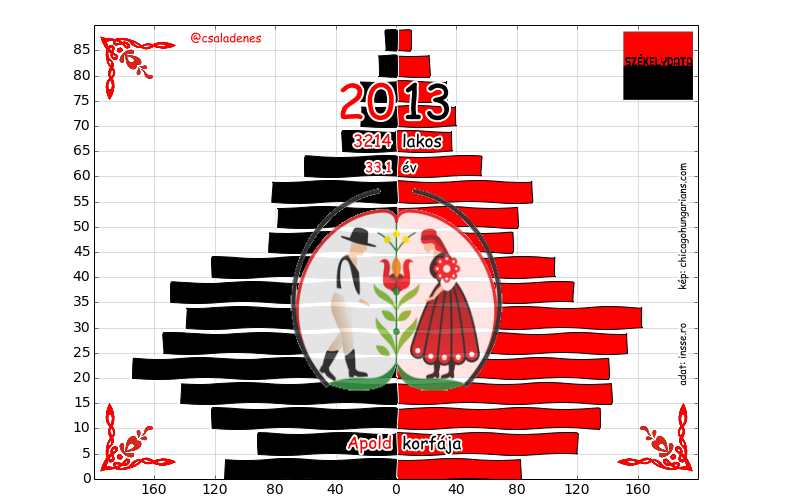 @csaladenes
SZÉKELYDATA
2013
3214 lakos
33.1 év
kép: chicagohungarians.com
adat: insse.ro
Apold korfája
85
80
75
70
65
60
55
50
45
40
35
30
25
20
15
10
5
0
160 120 80 40 0 40 80 120 160